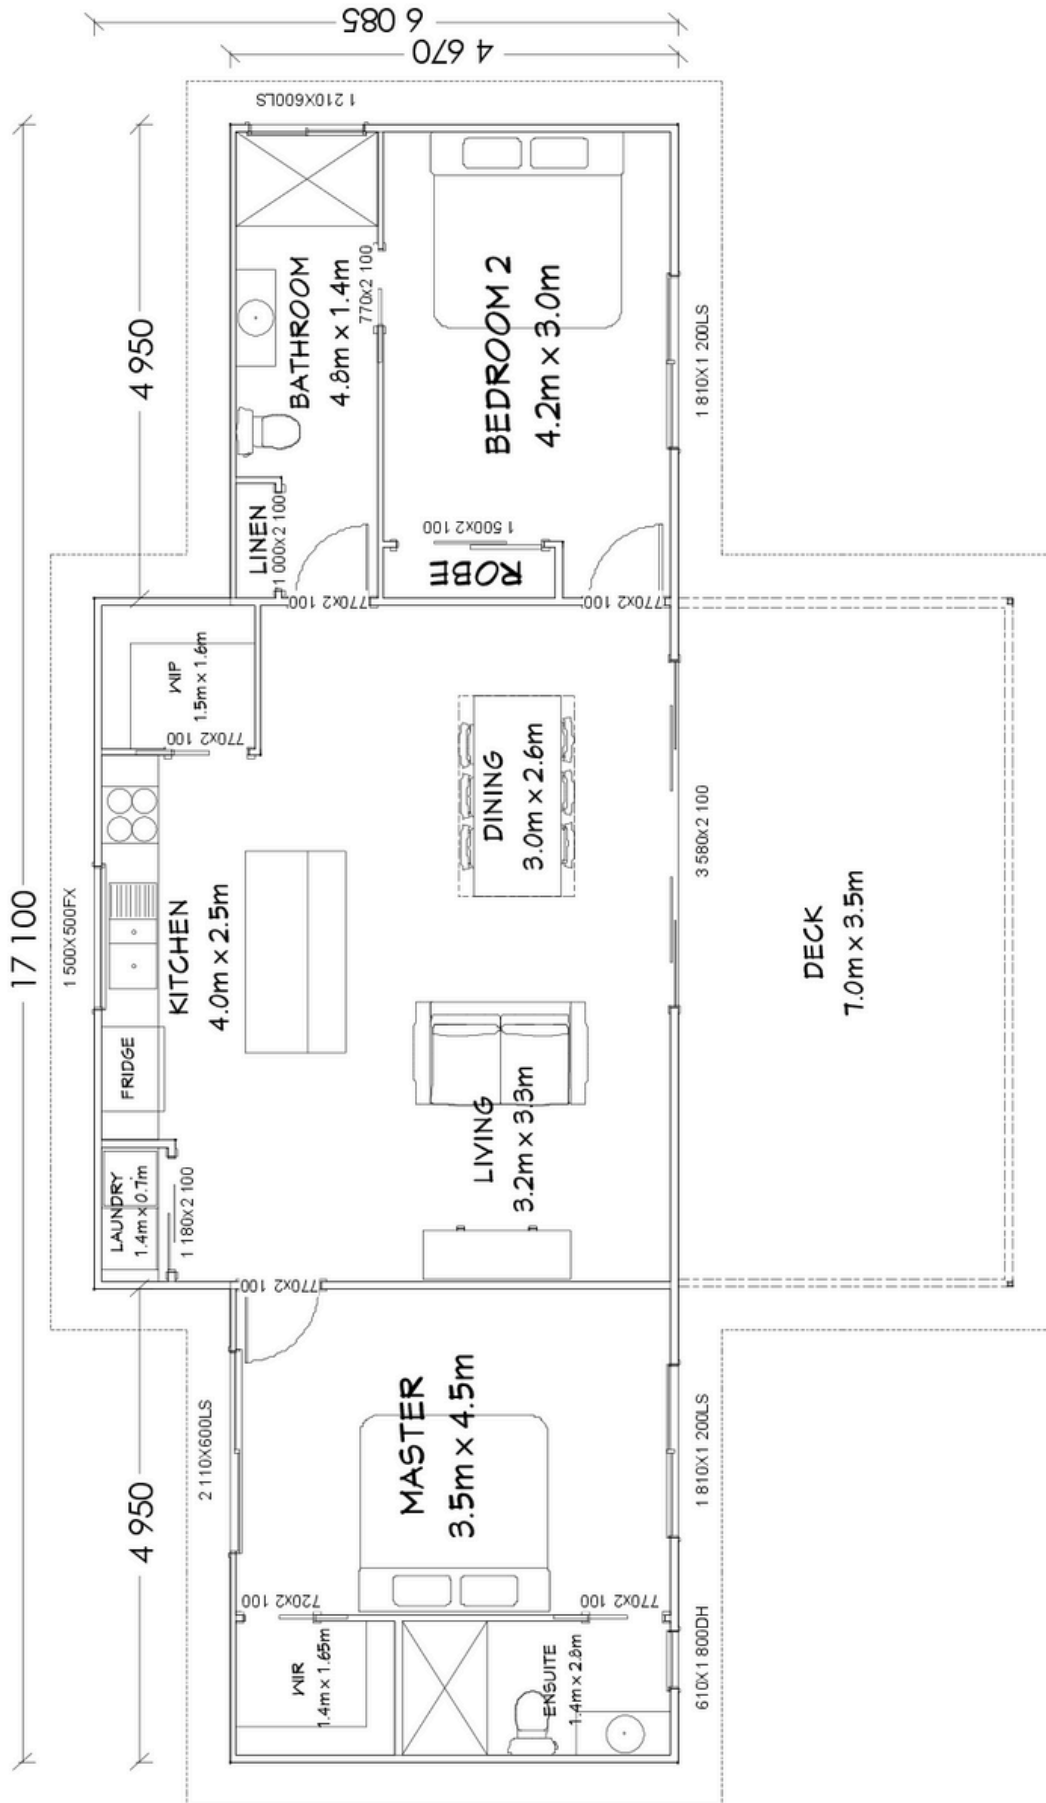 6 085
4 670
17 100
4 950
4 950
1 210X600LS
BATHROOM
4.8m x 1.4m
770x2 100
BEDROOM 2
4.2m x 3.0m
1 810X1 200LS
LINEN
1 000x2 100
1 500x2 100
ROBE
770x2 100
770x2 100
WIP
1.5m x 1.6m
770x2 100
1 500X500FX
KITCHEN
4.0m x 2.5m
FRIDGE
DINING
3.0m x 2.6m
3 580x2 100
DECK
7.0m x 3.5m
LIVING
3.2m x 3.3m
LAUNDRY
1.4m x 0.7m
1 180x2 100
770x2 100
2 110X600LS
MASTER
3.5m x 4.5m
1 810X1 200LS
720x2 100
770x2 100
WIR
1.4m x 1.65m
ENSUITE
1.4m x 2.8m
610X1 800DH